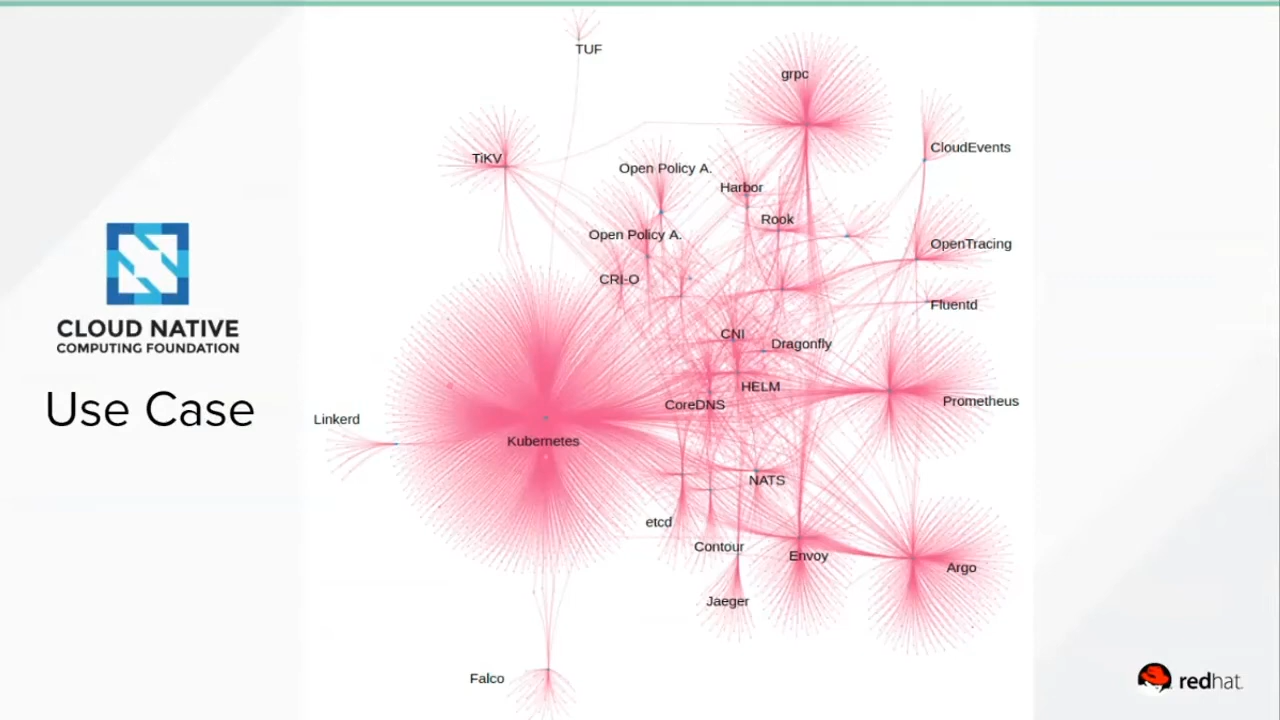 TUF
grpc
CloudEvents
TiKV
Open Policy A.
Harbor
Rook
Open Policy A.
OpenTracing
CRI-O
Fluentd
CNI
Dragonfly
CLOUD NATIVE
COMPUTING FOUNDATION
Use Case
HELM
CoreDNS
Prometheus
Linkerd
Kubernetes
NATS
etcd
Contour
Envoy
Argo
Jaeger
Falco
redhat.